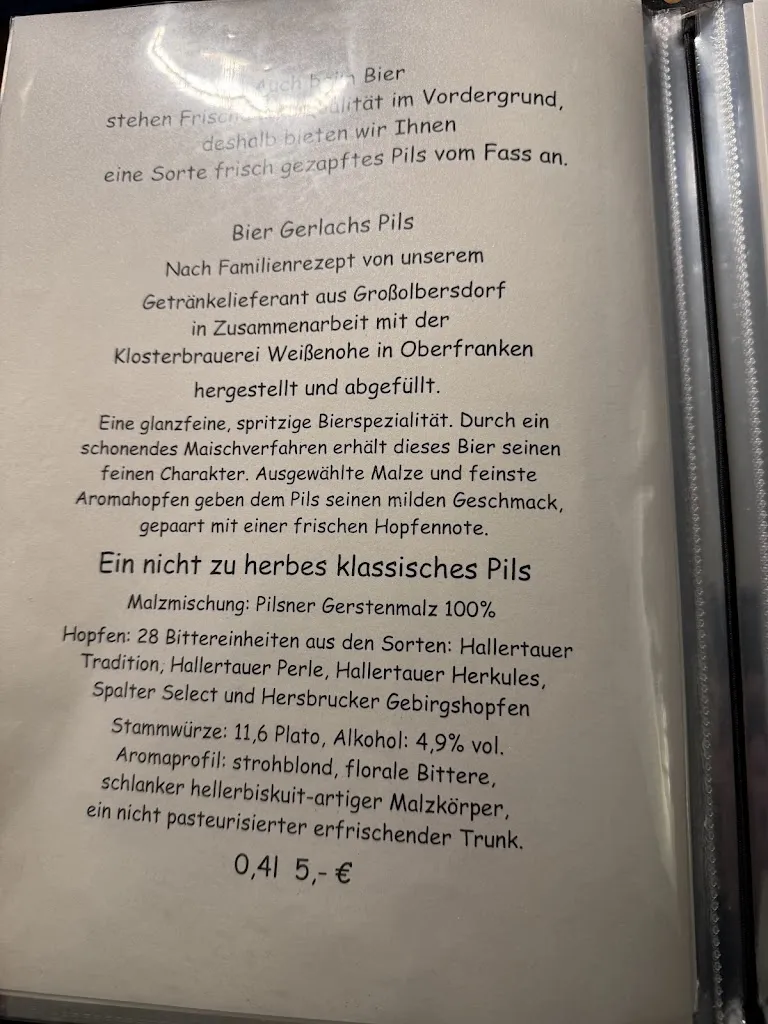 Auch beim Bier
stehen Frische und Qualität im Vordergrund,
deshalb bieten wir Ihnen
eine Sorte frisch gezapftes Pils vom Fass an.
Bier Gerlachs Pils
Nach Familienrezept von unserem
Getränkelieferant aus Großolbersdorf
in Zusammenarbeit mit der
Klosterbrauerei Weißenohe in Oberfranken
hergestellt und abgefüllt.
Eine glanzfeine, spritzige Bierspezialität. Durch ein
schonendes Maischverfahren erhält dieses Bier seinen
feinen Charakter. Ausgewählte Malze und feinste
Aromahopfen geben dem Pils seinen milden Geschmack,
gepaart mit einer frischen Hopfennote.
Ein nicht zu herbes klassisches Pils
Malzmischung: Pilsner Gerstenmalz 100%
Hopfen: 28 Bittereinheiten aus den Sorten: Hallertauer
Tradition, Hallertauer Perle, Hallertauer Herkules,
Spalter Select und Hersbrucker Gebirgshopfen
Stammwürze: 11,6 Plato, Alkohol: 4,9% vol.
Aromaprofil: strohblond, florale Bittere,
schlanker hellerbiskuit-artiger Malzkörper,
ein nicht pasteurisierter erfrischender Trunk.
0,4l 5,- €